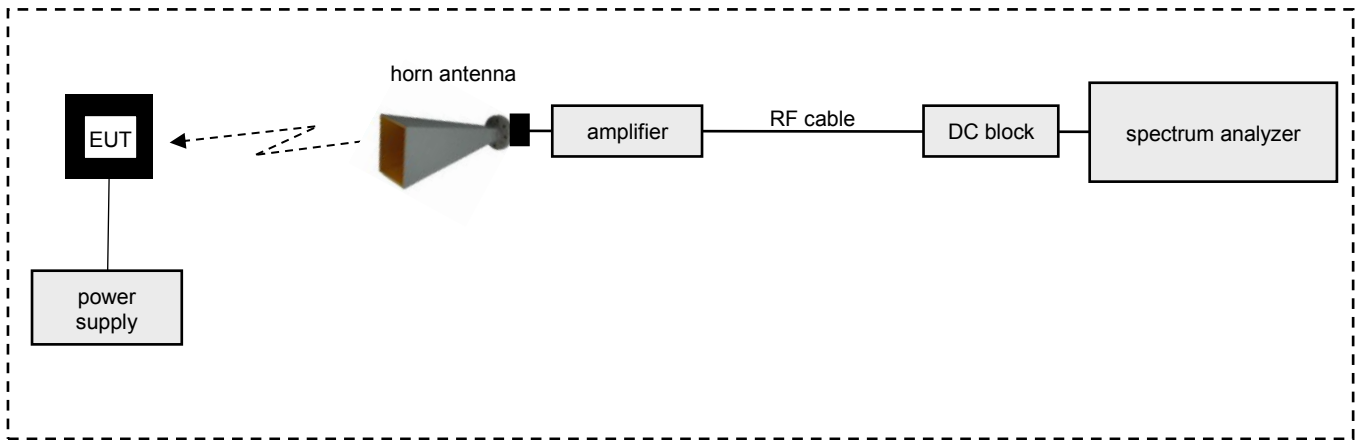 horn antenna
EUT
amplifier
RF cable
DC block
spectrum analyzer
power
supply